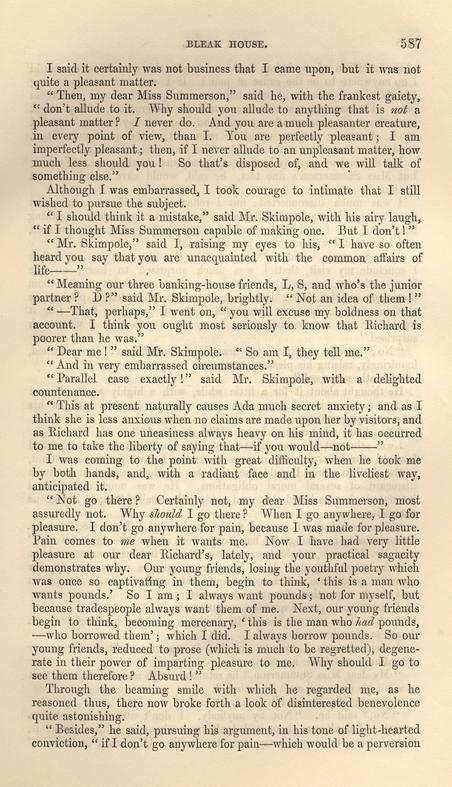 BLEAK HOUSE. 587
I said it certainly was not business that I came upon, but it was not
quite a pleasant matter.
“Then, my dear Miss Summerson,” said he, with the frankest gaiety,
“don't allude to it. Why should you allude to anything that is not a
pleasant matter? I never do. And you are a much pleasanter creature,
in every point of view, than I. You are perfectly pleasant; I am
imperfectly pleasant; then, if I never allude to an unpleasant matter, how
much less should you! So that's disposed of, and we will talk of
something else.”
Although I was embarrassed, I took courage to intimate that I still
wished to pursue the subject.
“I should think it a mistake,” said Mr. Skimpole, with his airy laugh,
“if I thought Miss Summerson capable of making one. But I don't!”
“Mr. Skimpole,” said I, raising my eyes to his, “I have so often
heard you say that you are unacquainted with the common affairs of
life——”
“Meaning our three banking-house friends, L, S, and who's the junior
partner? D?” said Mr. Skimpole, brightly. “Not an idea of them!”
“—That, perhaps,” I went on, “you will excuse my boldness on that
account. I think you ought most seriously to know that Richard is
poorer than he was.”
“Dear me!” said Mr. Skimpole. “So am I, they tell me.”
“And in very embarrassed circumstances.”
“Parallel case exactly!” said Mr. Skimpole, with a delighted
countenance.
“This at present naturally causes Ada much secret anxiety; and as I
think she is less anxious when no claims are made upon her by visitors, and
as Richard has one uneasiness always heavy on his mind, it has occurred
to me to take the liberty of saying that—if you would—not——”
I was coming to the point with great difficulty, when he took me
by both hands, and, with a radiant face and in the liveliest way,
anticipated it.
“Not go there? Certainly not, my dear Miss Summerson, most
assuredly not. Why should I go there? When I go anywhere, I go for
pleasure. I don't go anywhere for pain, because I was made for pleasure.
Pain comes to me when it wants me. Now I have had very little
pleasure at our dear Richard's, lately, and your practical sagacity
demonstrates why. Our young friends, losing the youthful poetry which
was once so captivating in them, begin to think, ‘this is a man who
wants pounds.’ So I am; I always want pounds; not for myself, but
because tradespeople always want them of me. Next, our young friends
begin to think, becoming mercenary, ‘this is the man who had pounds,
—who borrowed them’; which I did. I always borrow pounds. So our
young friends, reduced to prose (which is much to be regretted), degene-
rate in their power of imparting pleasure to me. Why should I go to
see them therefore? Absurd!”
Through the beaming smile with which he regarded me, as he
reasoned thus, there now broke forth a look of disinterested benevolence
quite astonishing.
“Besides,” he said, pursuing his argument, in his tone of light-hearted
conviction, “if I don't go anywhere for pain—which would be a perversion